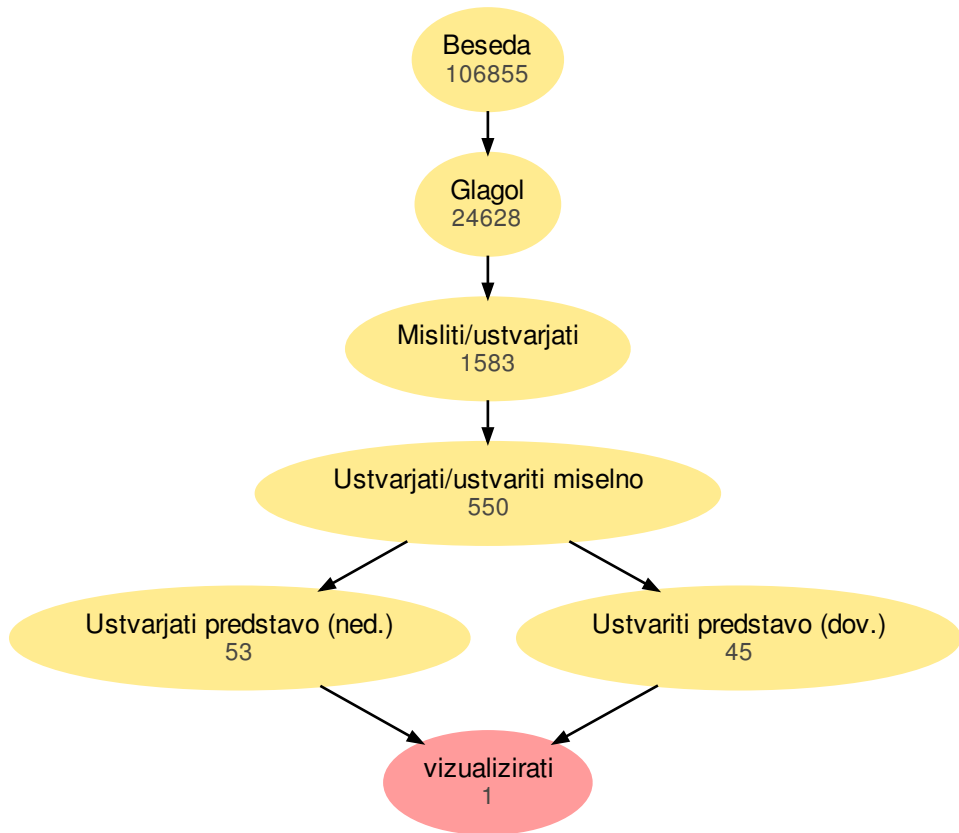 Beseda
106855
Glagol
24628
Misliti/ustvarjati
1583
Ustvarjati/ustvariti miselno
550
Ustvarjati predstavo (ned.)
53
Ustvariti predstavo (dov.)
45
vizualizirati
1